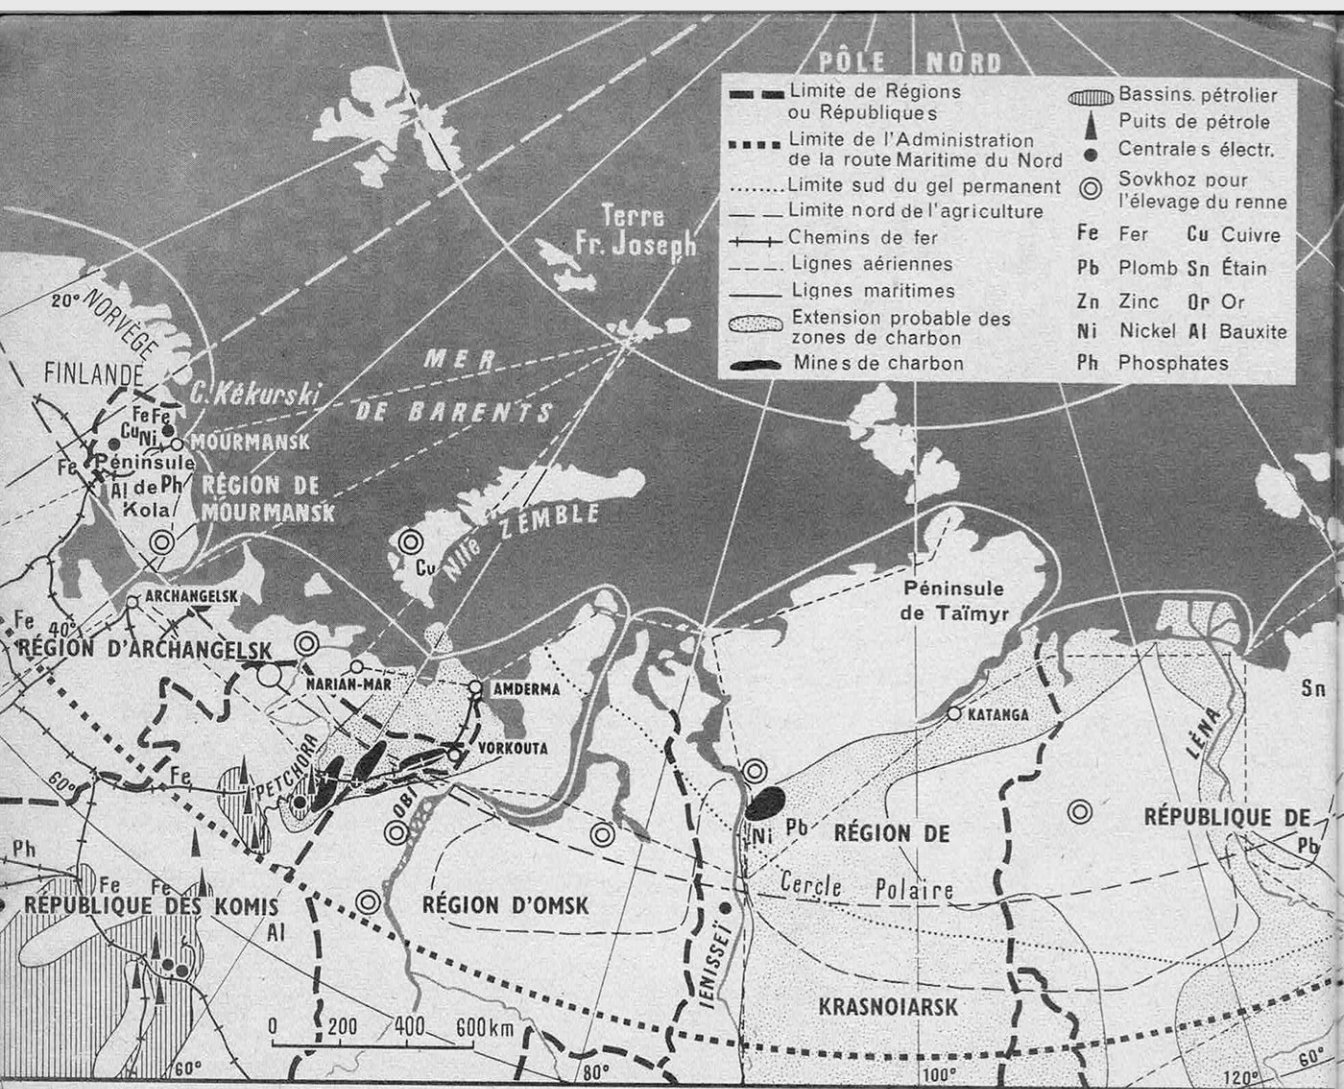 PÔLE NORD
Limite de Régions
ou Républiques
Limite de l'Administration
de la route Maritime du Nord
Limite sud du gel permanent
Limite nord de l'agriculture
Chemins de fer
Lignes aériennes
Lignes maritimes
Extension probable des
zones de charbon
Mines de charbon
Bassins. pétrolier
Puits de pétrole
Centrales électr.
Sovkhoz pour
l'élevage du renne
Fe Fer Cu Cuivre
Pb Plomb Sn Étain
Zn Zinc Or Or
Ni Nickel Al Bauxite
Ph Phosphates
Terre
Fr. Joseph
20°
NORVÈGE
FINLANDE
MER
DE BARENTS
C. Kékurski
Fe Fe
Cu Ni
MOURMANSK
Fe
Péninsule
Al de Ph
Kola
RÉGION DE
MOURMANSK
Nlle ZEMBLE
Cu
Péninsule
de Taïmyr
ARCHANGELSK
Fe
40°
RÉGION D'ARCHANGELSK
NARIAN-MAR
AMDERMA
Sn
KATANGA
LÉNA
VORKOUTA
PETCHORA
60°
Fe
OBI
Ni Pb
RÉGION DE
RÉPUBLIQUE DE
Pb
Ph
Fe Fe
Cercle Polaire
RÉPUBLIQUE DES KOMIS
RÉGION D'OMSK
Al
IENISSEÏ
KRASNOIARSK
0 200 400 600 km
60°
80°
100°
120°
60°